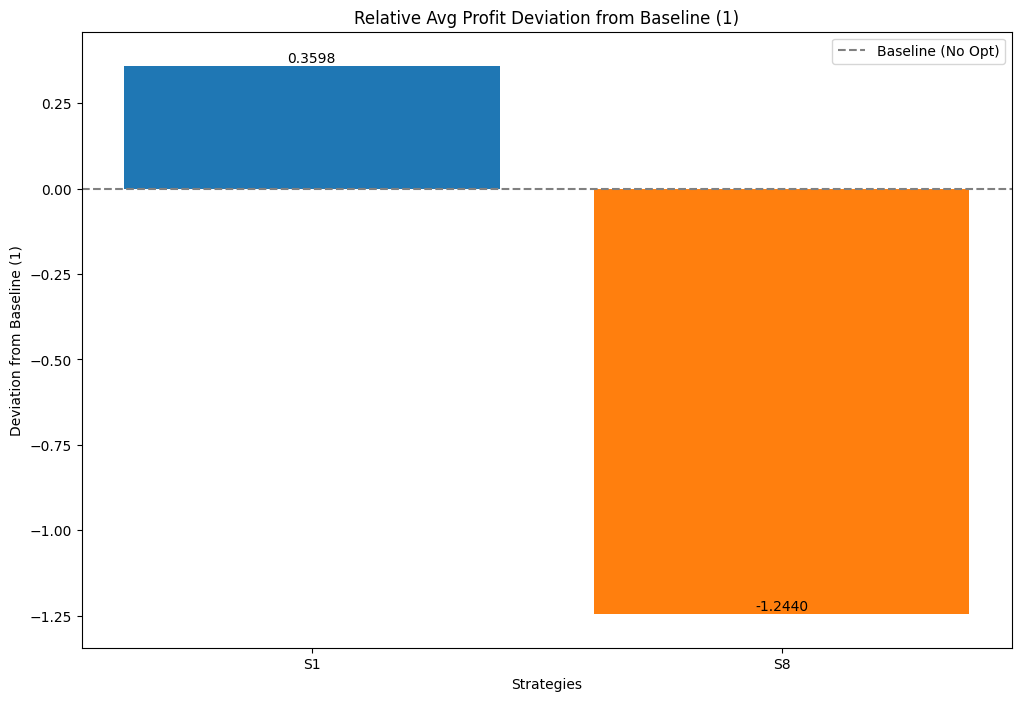 Relative Avg Profit Deviation from Baseline (1)
0.3598
Baseline (No Opt)
0.25
0.00
−0.25
−0.50
−0.75
−1.00
−1.25
Deviation from Baseline (1)
-1.2440
S1
S8
Strategies